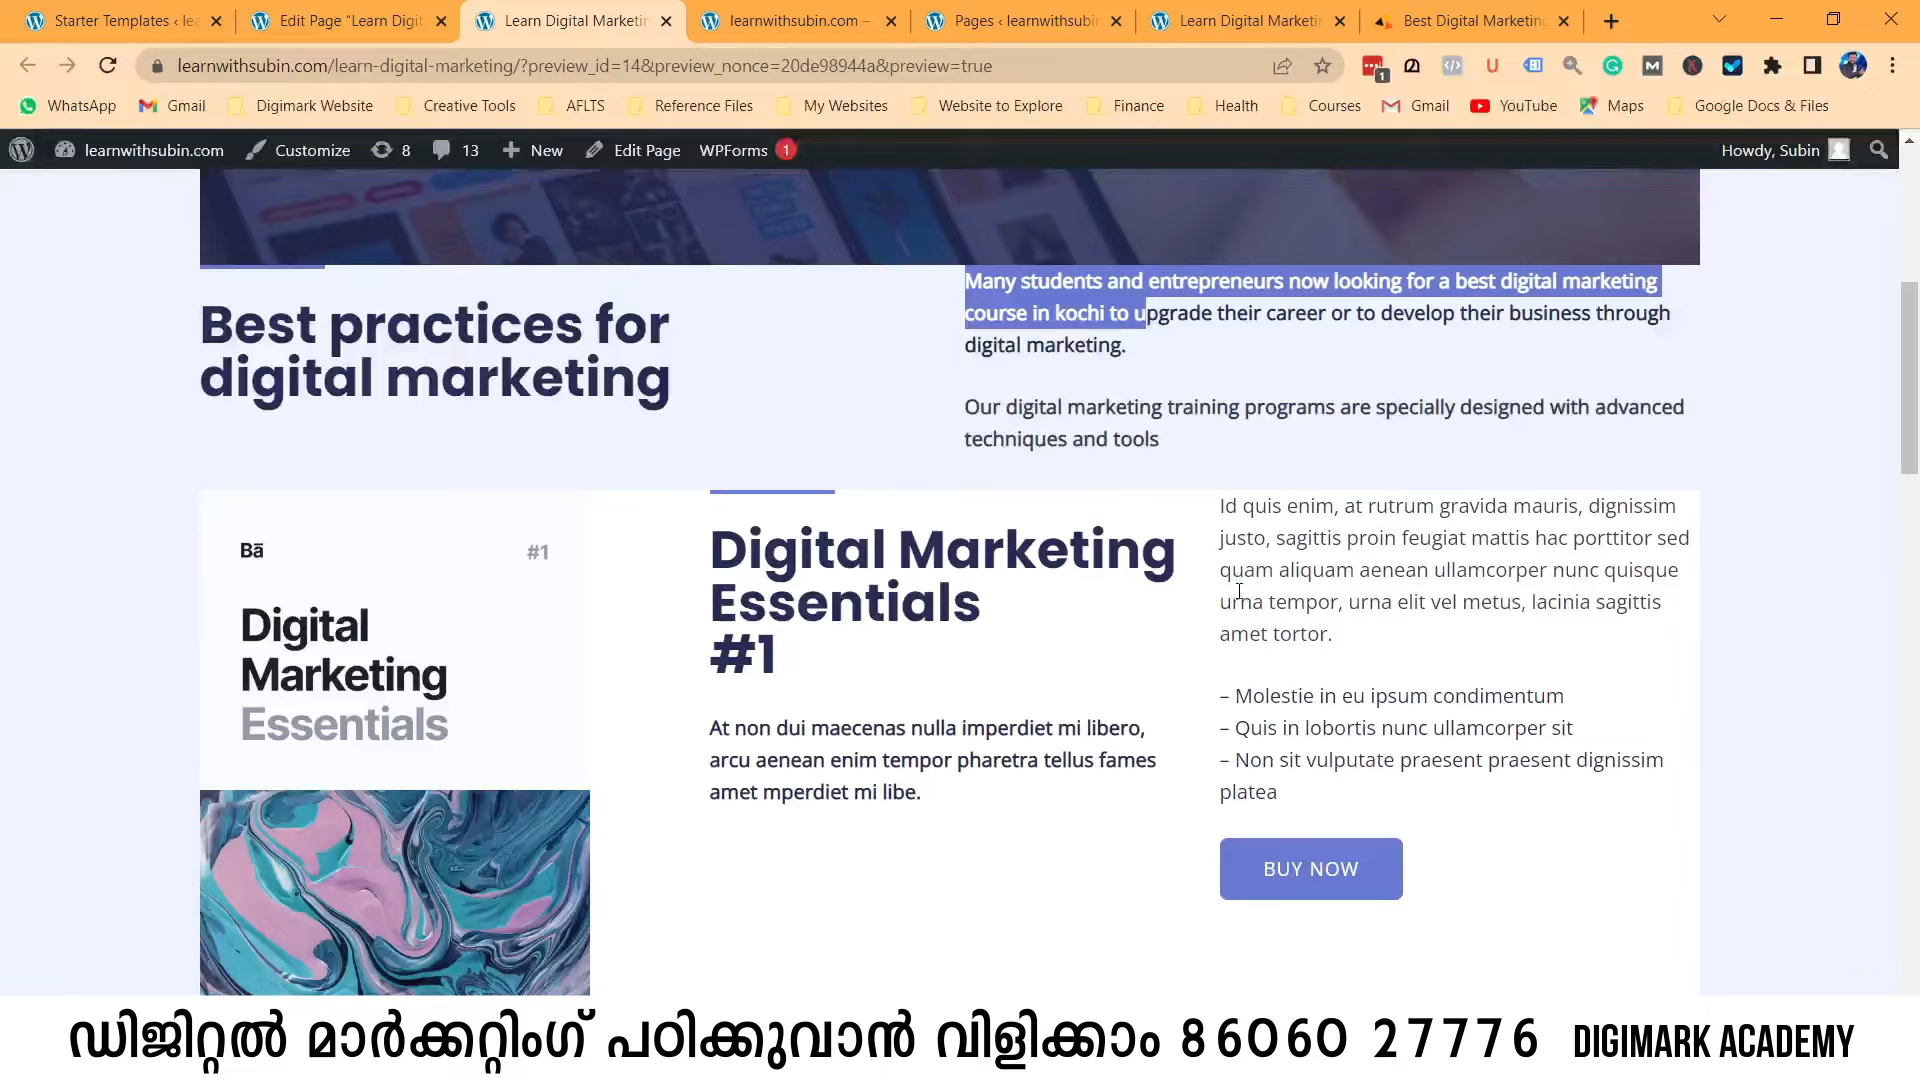 Starter Templates ‹ lea
Edit Page “Learn Digit
Learn Digital Marketin
learnwithsubin.com –
Pages ‹ learnwithsubin
Learn Digital Marketin
Best Digital Marketing
learnwithsubin.com/learn-digital-marketing/?preview_id=14&preview_nonce=20de98944a&preview=true
1
WhatsApp
Gmail
Digimark Website
Creative Tools
AFLTS
Reference Files
My Websites
Website to Explore
Finance
Health
Courses
Gmail
YouTube
Maps
Google Docs & Files
learnwithsubin.com
Customize
8
13
New
Edit Page
WPForms
1
Howdy, Subin
Best practices for
digital marketing
Many students and entrepreneurs now looking for a best digital marketing
course in kochi to upgrade their career or to develop their business through
digital marketing.
Our digital marketing training programs are specially designed with advanced
techniques and tools
Bā
#1
Digital
Marketing
Essentials
Digital Marketing
Essentials
#1
At non dui maecenas nulla imperdiet mi libero,
arcu aenean enim tempor pharetra tellus fames
amet mperdiet mi libe.
Id quis enim, at rutrum gravida mauris, dignissim
justo, sagittis proin feugiat mattis hac porttitor sed
quam aliquam aenean ullamcorper nunc quisque
urna tempor, urna elit vel metus, lacinia sagittis
amet tortor.
– Molestie in eu ipsum condimentum
– Quis in lobortis nunc ullamcorper sit
– Non sit vulputate praesent praesent dignissim
platea
BUY NOW
ഡിജിറ്റൽ മാർക്കറ്റിംഗ് പഠിക്കുവാൻ വിളിക്കാം 86060 27776 DIGIMARK ACADEMY